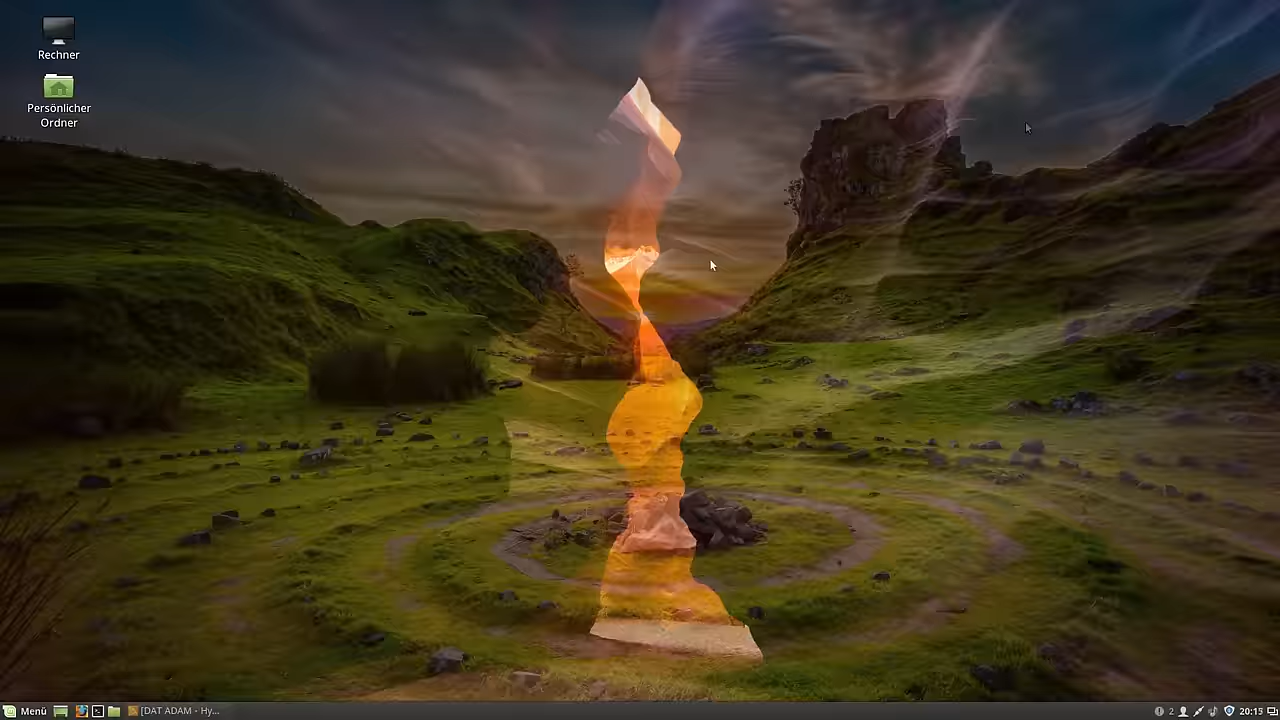 Rechner
Persönlicher
Ordner
Menü
[DAT ADAM - Hy...
2
20:15